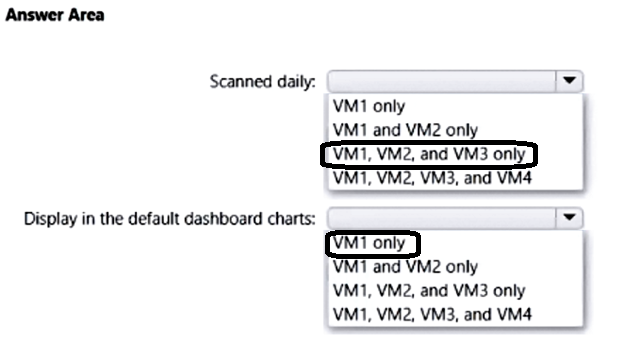 Answer Area
Scanned daily:
VM1 only
VM1 and VM2 only
VM1, VM2, and VM3 only
VM1, VM2, VM3, and VM4
Display in the default dashboard charts:
VM1 only
VM1 and VM2 only
VM1, VM2, and VM3 only
VM1, VM2, VM3, and VM4